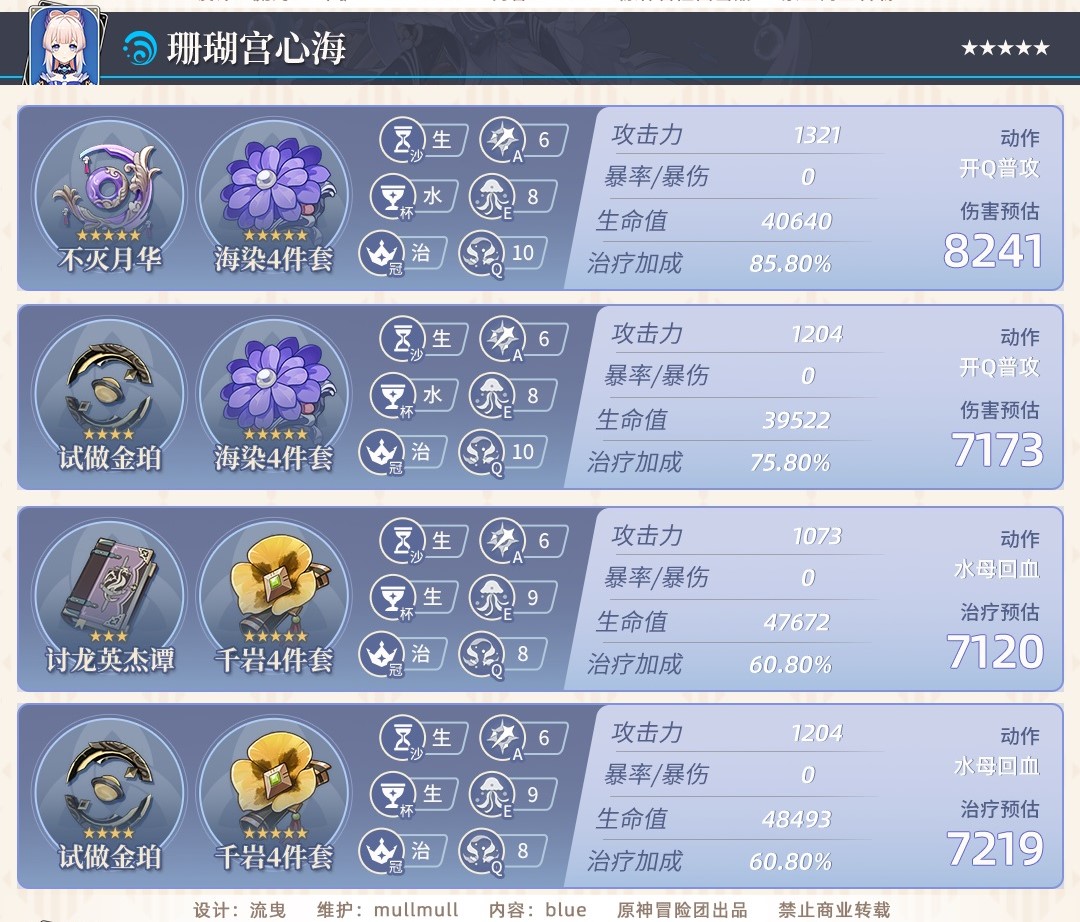 珊瑚宫心海
★★★★★
不灭月华
海染4件套
沙 生
A 6
杯 水
E 8
冠 治
Q 10
攻击力 1321
暴率/暴伤 0
生命值 40640
治疗加成 85.80%
动作
开Q普攻
伤害预估
8241
试做金珀
海染4件套
沙 生
A 6
杯 水
E 8
冠 治
Q 10
攻击力 1204
暴率/暴伤 0
生命值 39522
治疗加成 75.80%
动作
开Q普攻
伤害预估
7173
讨龙英杰谭
千岩4件套
沙 生
A 6
杯 生
E 9
冠 治
Q 8
攻击力 1073
暴率/暴伤 0
生命值 47672
治疗加成 60.80%
动作
水母回血
治疗预估
7120
试做金珀
千岩4件套
沙 生
A 6
杯 生
E 9
冠 治
Q 8
攻击力 1204
暴率/暴伤 0
生命值 48493
治疗加成 60.80%
动作
水母回血
治疗预估
7219
设计：流曳 维护：mullmull 内容：blue 原神冒险团出品 禁止商业转载